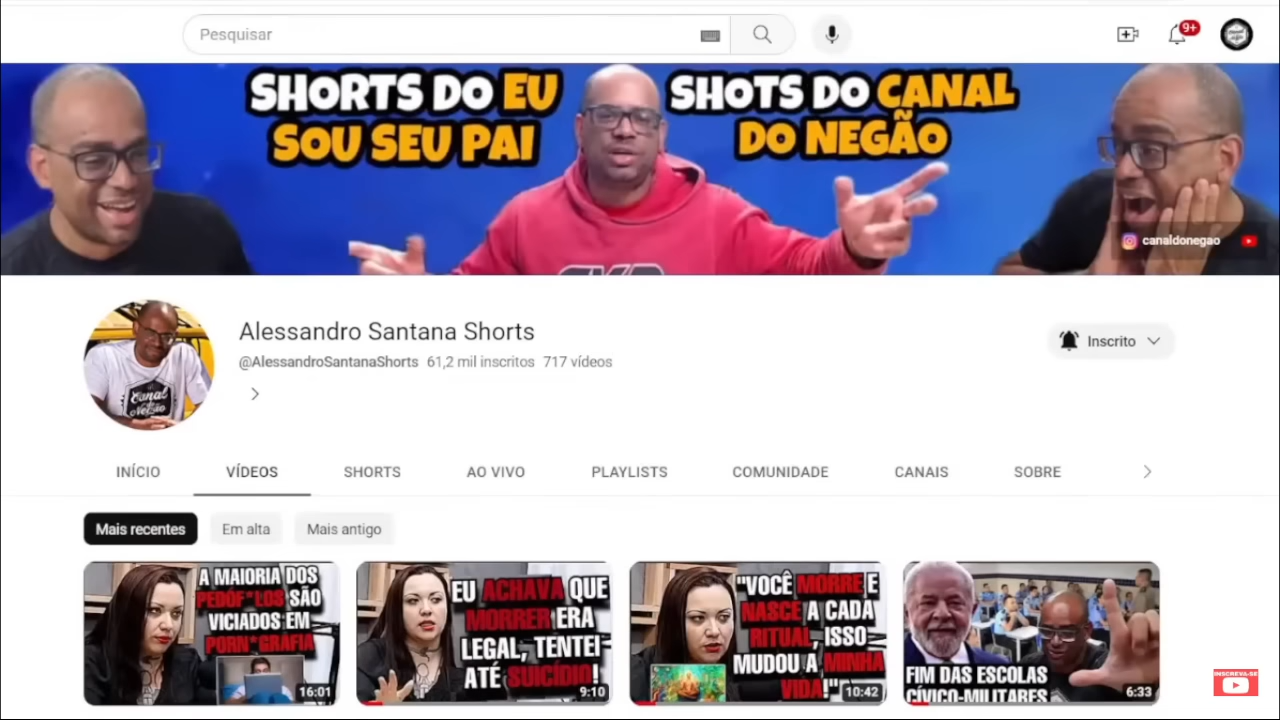 Pesquisar
9+
SHORTS DO EU
SOU SEU PAI
SHOTS DO CANAL
DO NEGÃO
canaldonegao
Alessandro Santana Shorts
@AlessandroSantanaShorts 61,2 mil inscritos 717 vídeos
Inscrito
Canal
do
Negão
INÍCIO VÍDEOS SHORTS AO VIVO PLAYLISTS COMUNIDADE CANAIS SOBRE
Mais recentes Em alta Mais antigo
A MAIORIA DOS
PEDÓF*LOS SÃO
VICIADOS EM
PORN*GRÁFIA
16:01
EU ACHAVA QUE
MORRER ERA
LEGAL, TENTEI
ATÉ SUICÍDIO!
9:10
"VOCÊ MORRE E
NASCE A CADA
RITUAL, ISSO
MUDOU A MINHA
VIDA!"
10:42
FIM DAS ESCOLAS
CÍVICO-MILITARES
6:33
INSCREVA-SE